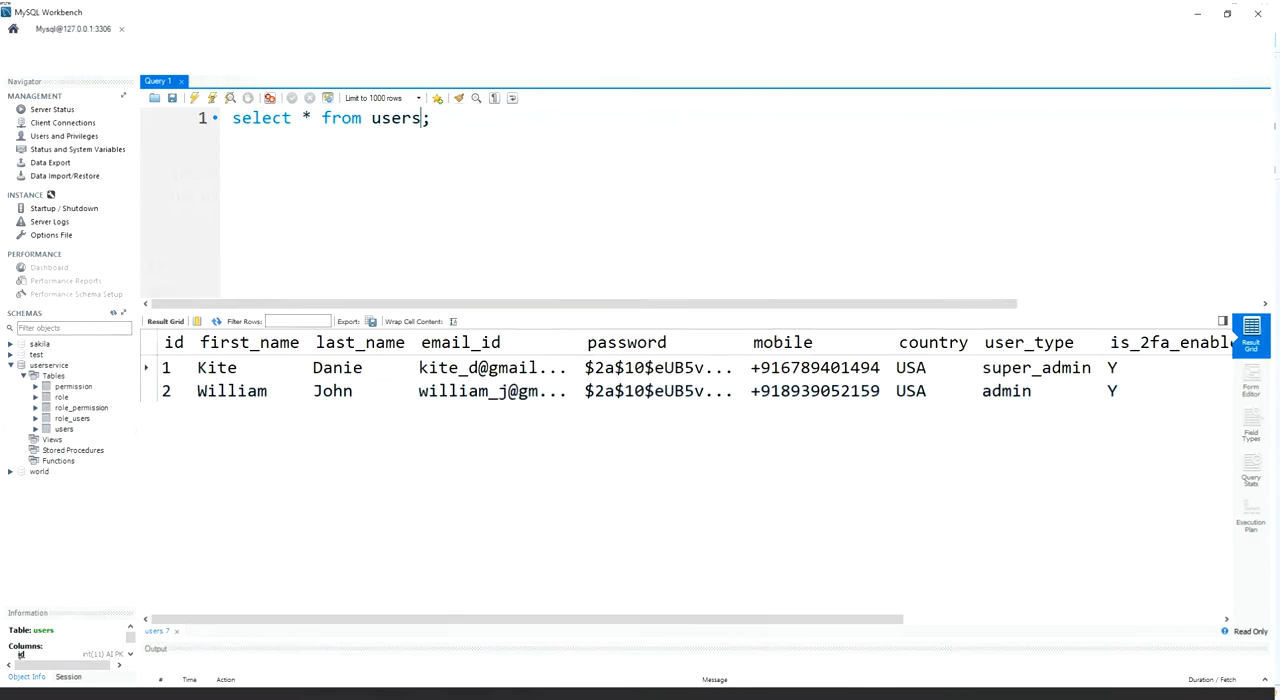 MySQL Workbench
Mysql@127.0.0.1:3306
Navigator
Query 1
MANAGEMENT
Server Status
Client Connections
Users and Privileges
Status and System Variables
Data Export
Data Import/Restore
INSTANCE
Startup / Shutdown
Server Logs
Options File
PERFORMANCE
Dashboard
Performance Reports
Performance Schema Setup
SCHEMAS
Filter objects
sakila
test
userservice
Tables
permission
role
role_permission
role_users
users
Views
Stored Procedures
Functions
world
Limit to 1000 rows
1 select * from users;
Result Grid Filter Rows: Export: Wrap Cell Content:
id first_name last_name email_id password mobile country user_type is_2fa_enable
1 Kite Danie kite_d@gmail... $2a$10$eUB5v... +916789401494 USA super_admin Y
2 William John william_j@gm... $2a$10$eUB5v... +918939052159 USA admin Y
Result Grid
Form Editor
Field Types
Query Stats
Execution Plan
Information
Table: users
Columns:
id int(11) AI PK
Object Info Session
users 7
Read Only
Output
# Time Action Message Duration / Fetch